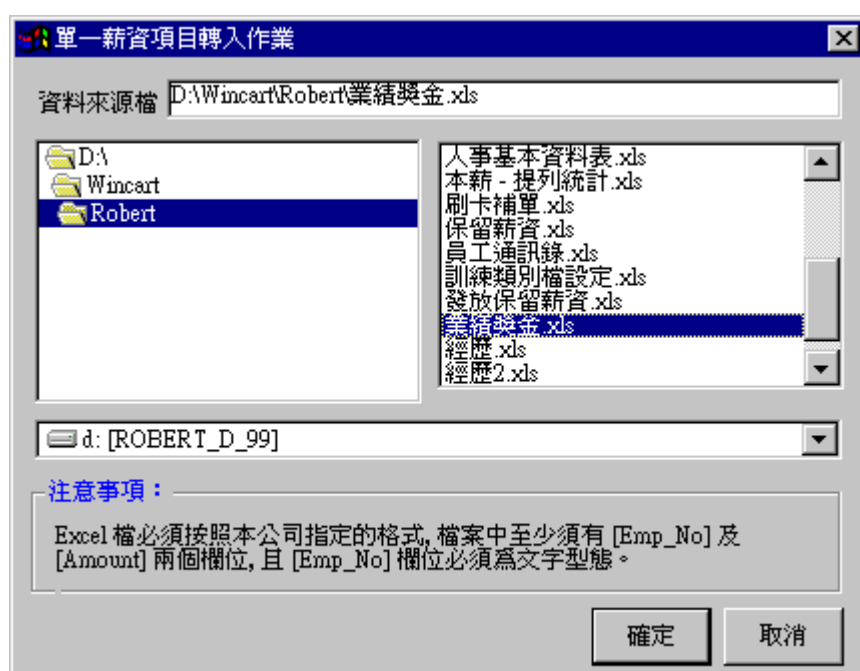 單一薪資項目轉入作業
資料來源檔 D:\Wincart\Robert\業績獎金.xls
D:\
Wincart
Robert
人事基本資料表.xls
本薪 - 提列統計.xls
刷卡補單.xls
保留薪資.xls
員工通訊錄.xls
訓練類別檔設定.xls
發放保留薪資.xls
業績獎金.xls
經歷.xls
經歷2.xls
d: [ROBERT_D_99]
注意事項：
Excel 檔必須按照本公司指定的格式, 檔案中至少須有 [Emp_No] 及
[Amount] 兩個欄位, 且 [Emp_No] 欄位必須為文字型態。
確定
取消